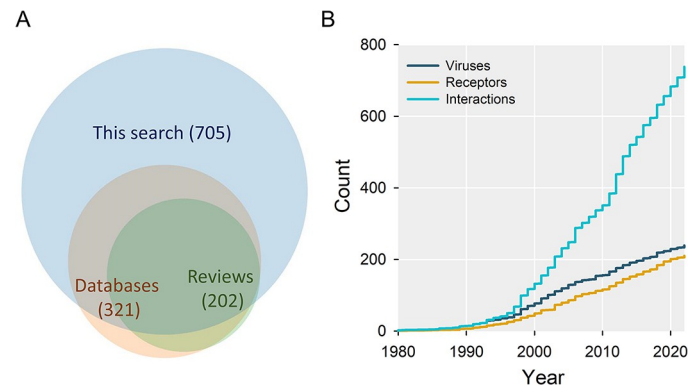 A
This search (705)
Databases
(321)
Reviews
(202)
B
800
600
400
200
0
Count
Viruses
Receptors
Interactions
1980
1990
2000
2010
2020
Year